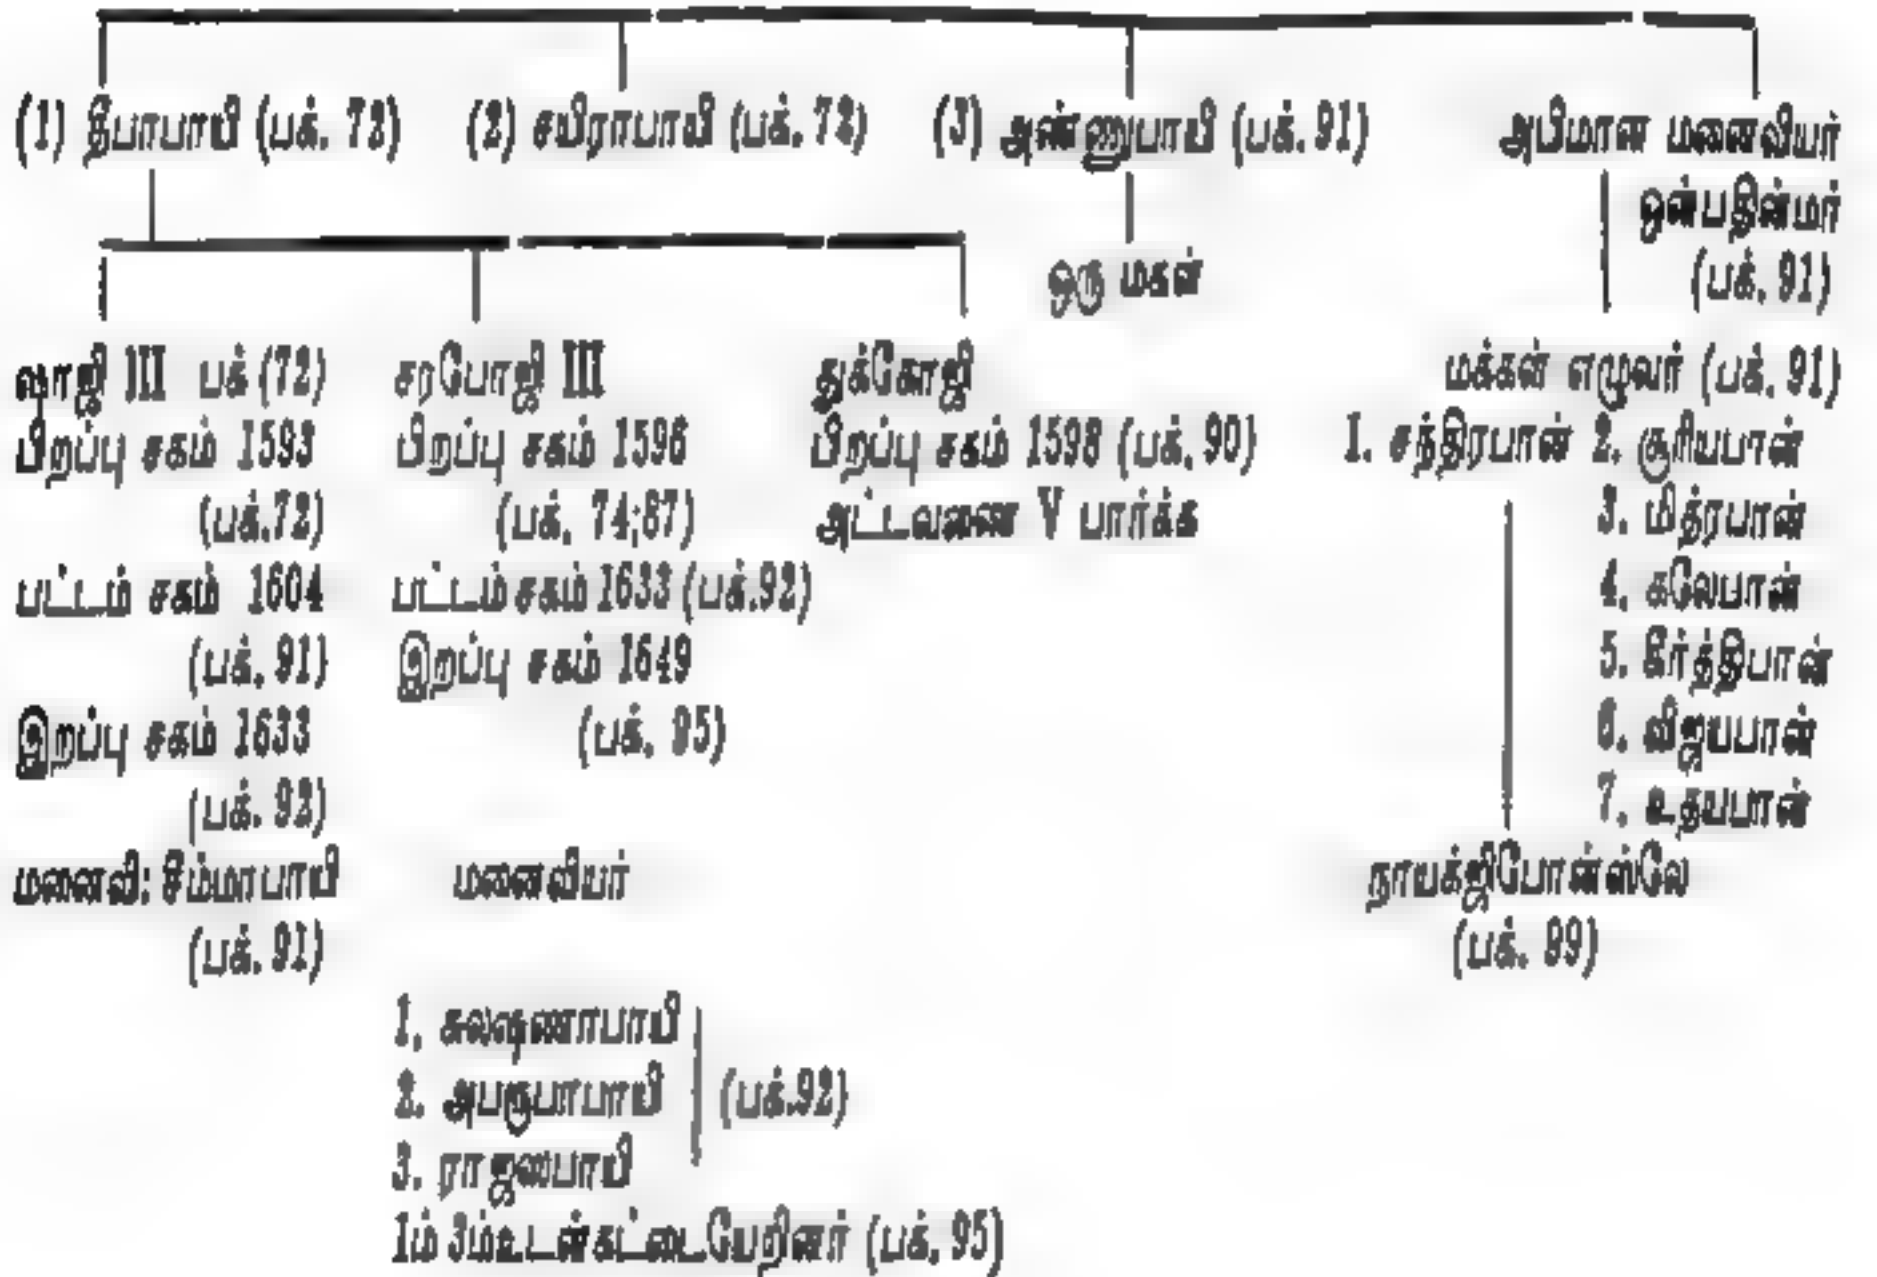 (1) தீபாபாயி (பக். 72) (2) சயிராபாயி (பக். 72) (3) அண்ணுபாயி (பக். 91) அபிமான மனைவியர்
ஒன்பதின்மர்
(பக். 91)
ஒரு மகள்
ஷாஜி III பக் (72) சரபோஜி III துக்கோஜி மக்கள் எழுவர் (பக். 91)
பிறப்பு சகம் 1593 பிறப்பு சகம் 1596 பிறப்பு சகம் 1598 (பக். 90) 1. சந்திரபான் 2. சூரியபான்
(பக்.72) (பக். 74;87) அட்டவணை V பார்க்க 3. மித்ரபான்
பட்டம் சகம் 1604 பட்டம் சகம் 1633 (பக்.92) 4. கலேபான்
(பக். 91) இறப்பு சகம் 1649 5. கீர்த்திபான்
இறப்பு சகம் 1633 (பக். 95) 6. விஜயபான்
(பக். 92) 7. உதயபான்
மனைவி: சிம்மாபாயி மனைவியர் நாயக்ஜிபோன்ஸ்லே
(பக். 91) (பக். 99)
1. சுலக்ஷணாபாயி
2. அபரூபாபாயி (பக்.92)
3. ராஜஸபாயி
1ம் 3ம் உடன்கட்டையேறினர் (பக். 95)